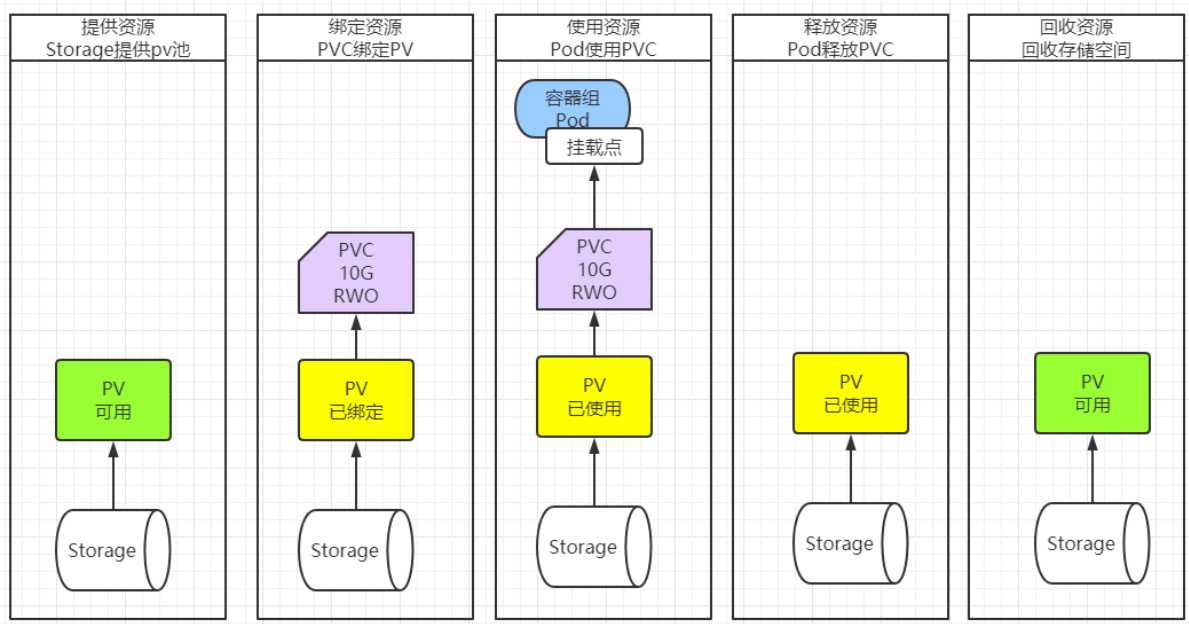 提供资源
Storage提供pv池
绑定资源
PVC绑定PV
使用资源
Pod使用PVC
释放资源
Pod释放PVC
回收资源
回收存储空间
PV
可用
Storage
PVC
10G
RWO
PV
已绑定
Storage
容器组
Pod
挂载点
PVC
10G
RWO
PV
已使用
Storage
PV
已使用
Storage
PV
可用
Storage